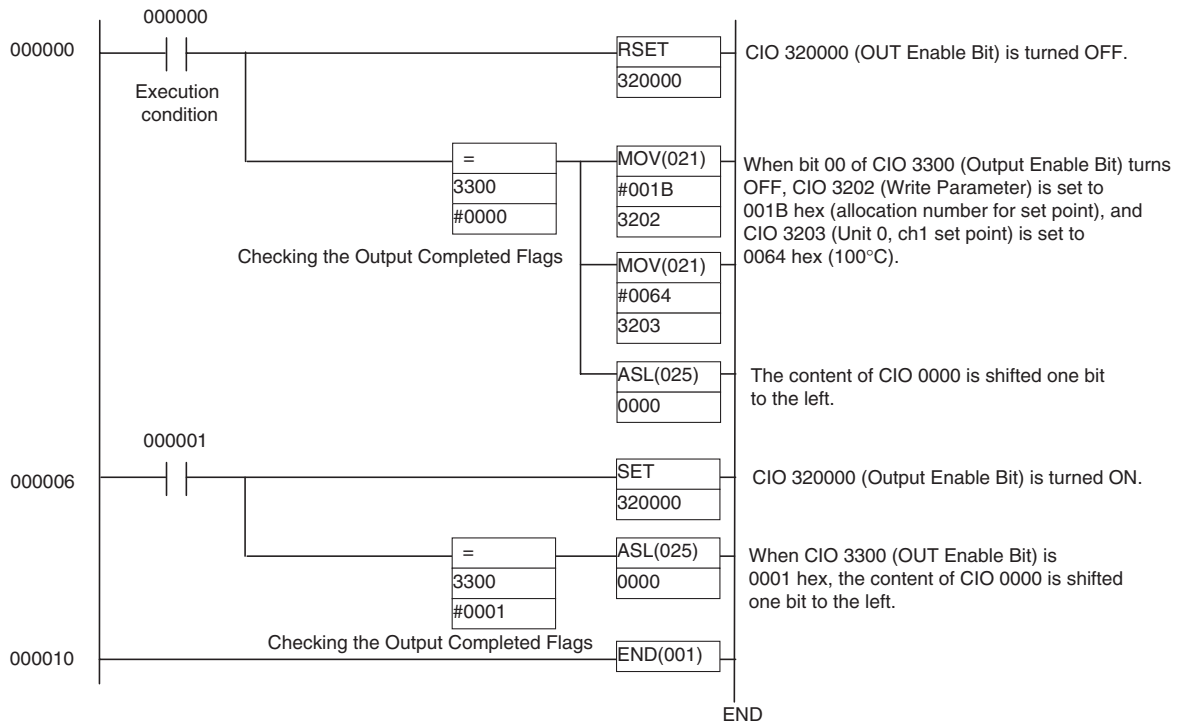 000000
000000
Execution
condition
RSET
320000
CIO 320000 (OUT Enable Bit) is turned OFF.
=
3300
#0000
Checking the Output Completed Flags
MOV(021)
#001B
3202
When bit 00 of CIO 3300 (Output Enable Bit) turns
OFF, CIO 3202 (Write Parameter) is set to
001B hex (allocation number for set point), and
CIO 3203 (Unit 0, ch1 set point) is set to
0064 hex (100°C).
MOV(021)
#0064
3203
ASL(025)
0000
The content of CIO 0000 is shifted one bit
to the left.
000001
000006
SET
320000
CIO 320000 (Output Enable Bit) is turned ON.
=
3300
#0001
Checking the Output Completed Flags
ASL(025)
0000
When CIO 3300 (OUT Enable Bit) is
0001 hex, the content of CIO 0000 is shifted
one bit to the left.
000010
END(001)
END